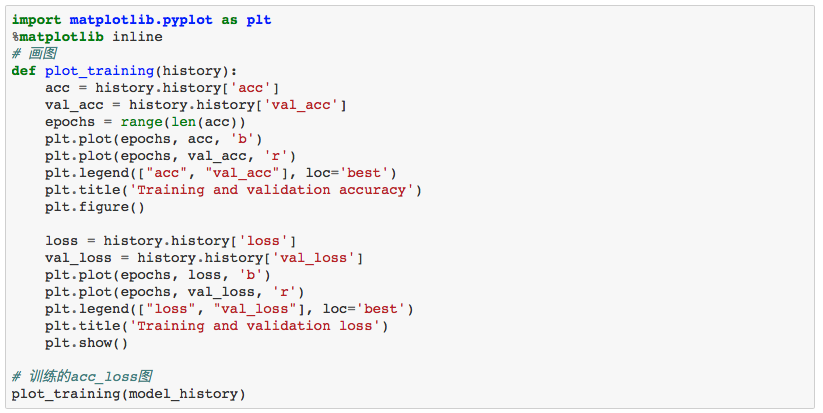 import matplotlib.pyplot as plt
%matplotlib inline
# 画图
def plot_training(history):
    acc = history.history['acc']
    val_acc = history.history['val_acc']
    epochs = range(len(acc))
    plt.plot(epochs, acc, 'b')
    plt.plot(epochs, val_acc, 'r')
    plt.legend(["acc", "val_acc"], loc='best')
    plt.title('Training and validation accuracy')
    plt.figure()

    loss = history.history['loss']
    val_loss = history.history['val_loss']
    plt.plot(epochs, loss, 'b')
    plt.plot(epochs, val_loss, 'r')
    plt.legend(["loss", "val_loss"], loc='best')
    plt.title('Training and validation loss')
    plt.show()

# 训练的acc_loss图
plot_training(model_history)